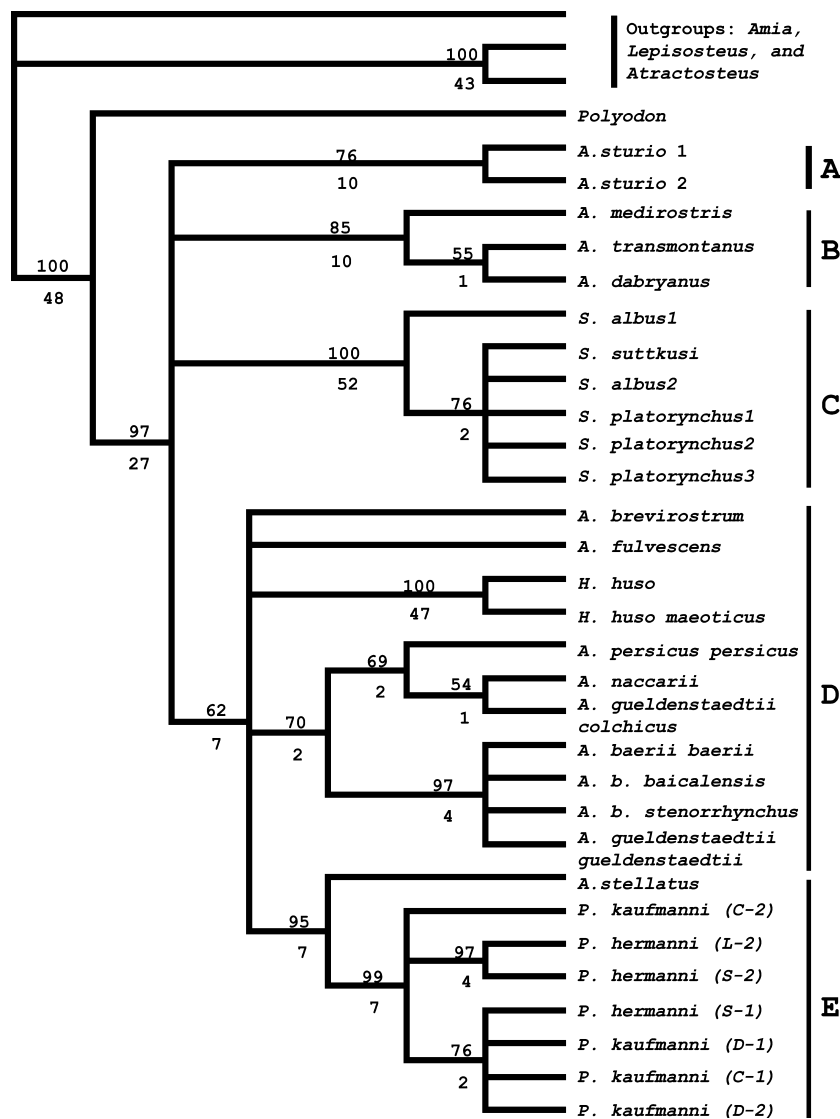 Outgroups: Amia,
Lepisosteus, and
Atractosteus
100
43
Polyodon
A.sturio 1
76
A
10
A.sturio 2
A. medirostris
85
A. transmontanus
B
55
10
100
1
A. dabryanus
48
S. albus1
S. suttkusi
100
52
S. albus2
C
76
S. platorynchus1
97
2
S. platorynchus2
27
S. platorynchus3
A. brevirostrum
A. fulvescens
H. huso
100
47
H. huso maeoticus
A. persicus persicus
69
A. naccarii
54
2
D
A. gueldenstaedtii
colchicus
62
1
70
7
2
A. baerii baerii
A. b. baicalensis
97
4
A. b. stenorrhynchus
A. gueldenstaedtii
gueldenstaedtii
A.stellatus
P. kaufmanni (C-2)
95
7
P. hermanni (L-2)
97
99
4
P. hermanni (S-2)
7
E
P. hermanni (S-1)
P. kaufmanni (D-1)
76
2
P. kaufmanni (C-1)
P. kaufmanni (D-2)